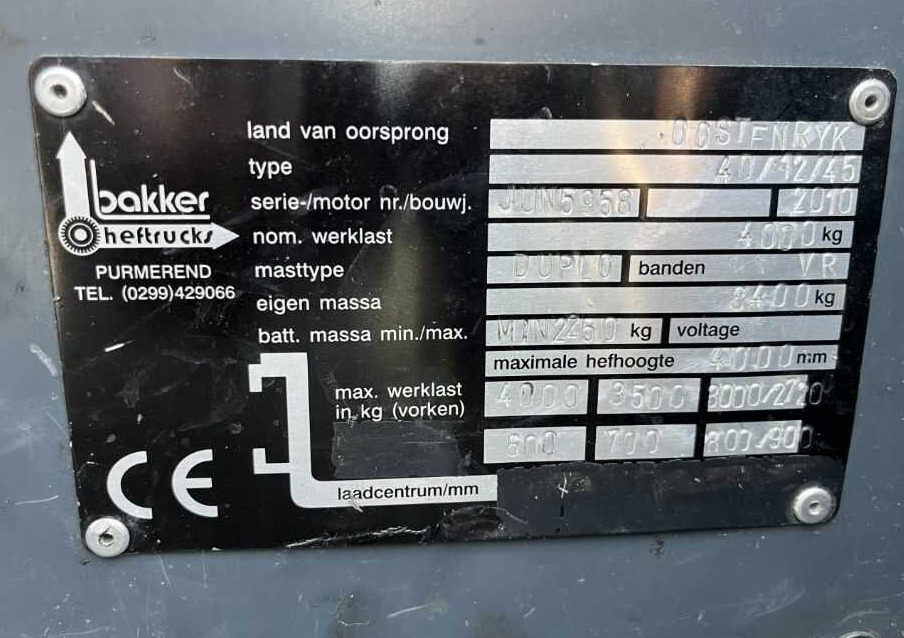 land van oorsprong OOSTENRYK
type 40/12/45
bakker
heftrucks
PURMEREND
TEL. (0299)429066
serie-/motor nr./bouwj. JUN5958 2010
nom. werklast 4000 kg
masttype DUPLO banden VR
eigen massa 8400 kg
batt. massa min./max. MIN2250 kg voltage
maximale hefhoogte 4000 mm
max. werklast
in kg (vorken)
4000 3500 3000/2720
600 700 800/900
laadcentrum/mm
CE